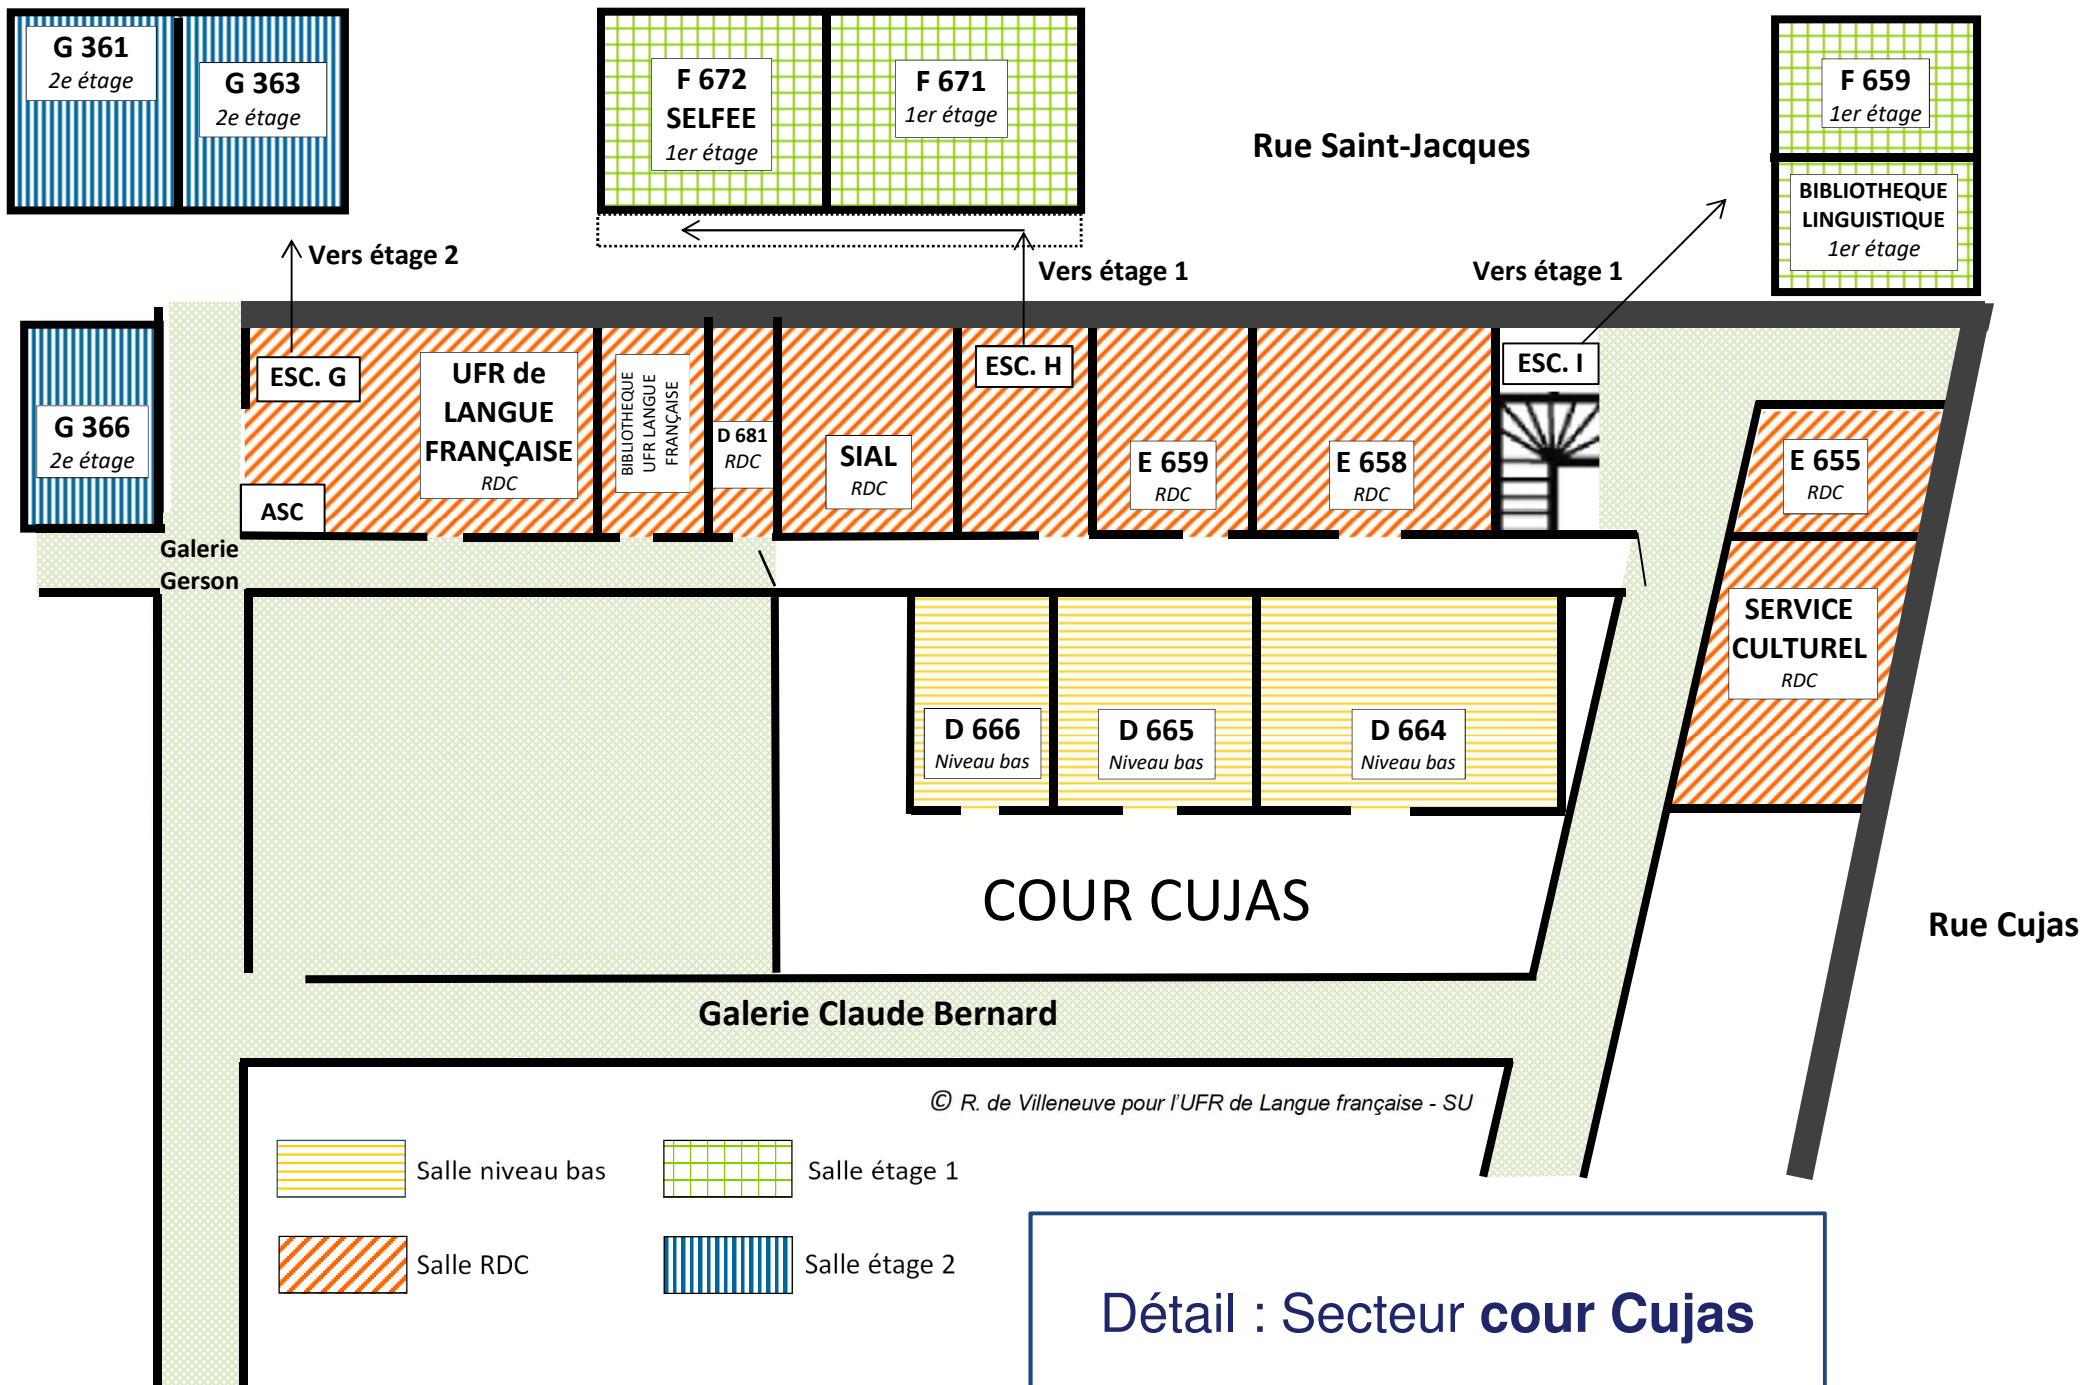 G 361
2e étage
G 363
2e étage
F 672
SELFEE
1er étage
F 671
1er étage
Rue Saint-Jacques
F 659
1er étage
BIBLIOTHEQUE
LINGUISTIQUE
1er étage
Vers étage 2
Vers étage 1
Vers étage 1
G 366
2e étage
ESC. G
ASC
UFR de
LANGUE
FRANÇAISE
RDC
BIBLIOTHEQUE
UFR LANGUE
FRANÇAISE
D 681
RDC
SIAL
RDC
ESC. H
E 659
RDC
E 658
RDC
ESC. I
E 655
RDC
Galerie
Gerson
SERVICE
CULTUREL
RDC
D 666
Niveau bas
D 665
Niveau bas
D 664
Niveau bas
COUR CUJAS
Rue Cujas
Galerie Claude Bernard
© R. de Villeneuve pour l'UFR de Langue française - SU
Salle niveau bas
Salle étage 1
Salle RDC
Salle étage 2
Détail : Secteur cour Cujas